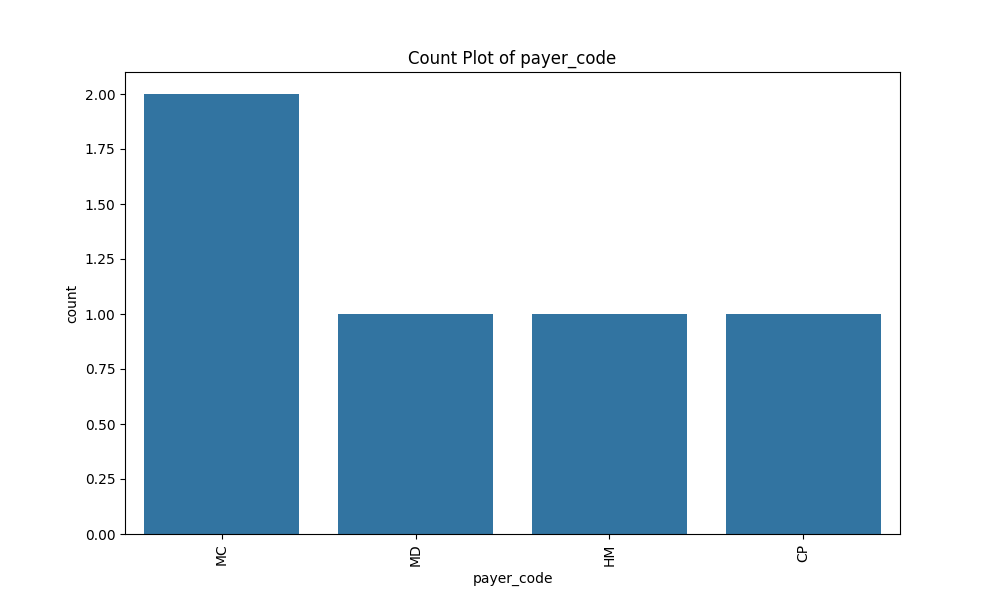 Count Plot of payer_code
2.00
1.75
1.50
1.25
1.00
0.75
0.50
0.25
0.00
count
MC
MD
HM
CP
payer_code